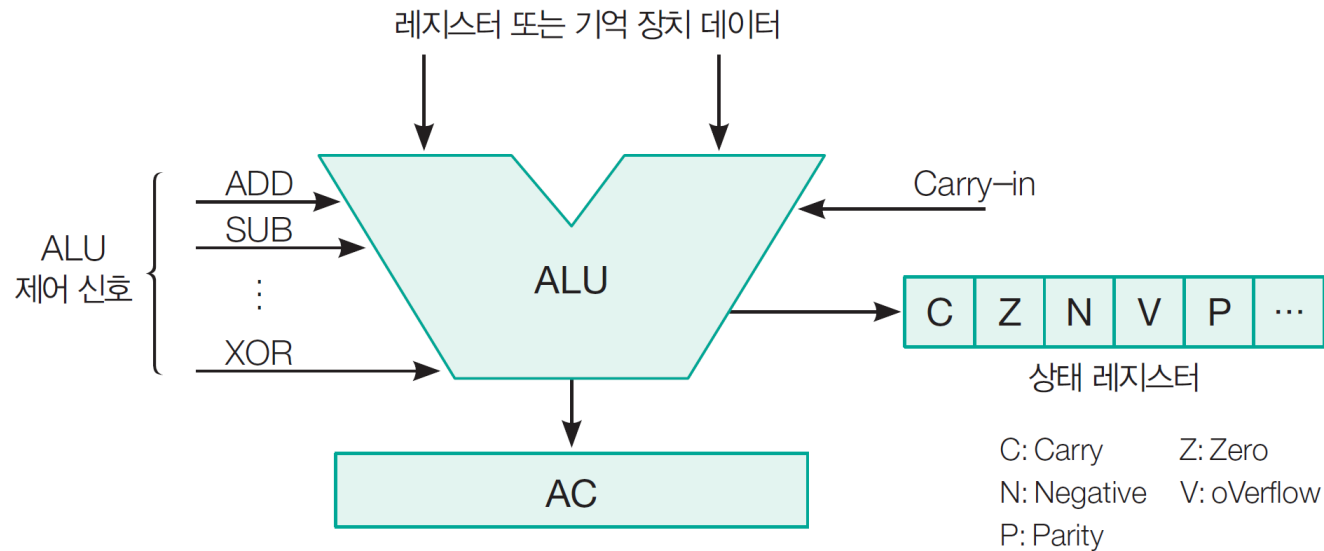 레지스터 또는 기억 장치 데이터
ADD
SUB
⋮
XOR
ALU
제어 신호
Carry-in
ALU
C Z N V P ⋯
상태 레지스터
AC
C: Carry Z: Zero
N: Negative V: oVerflow
P: Parity